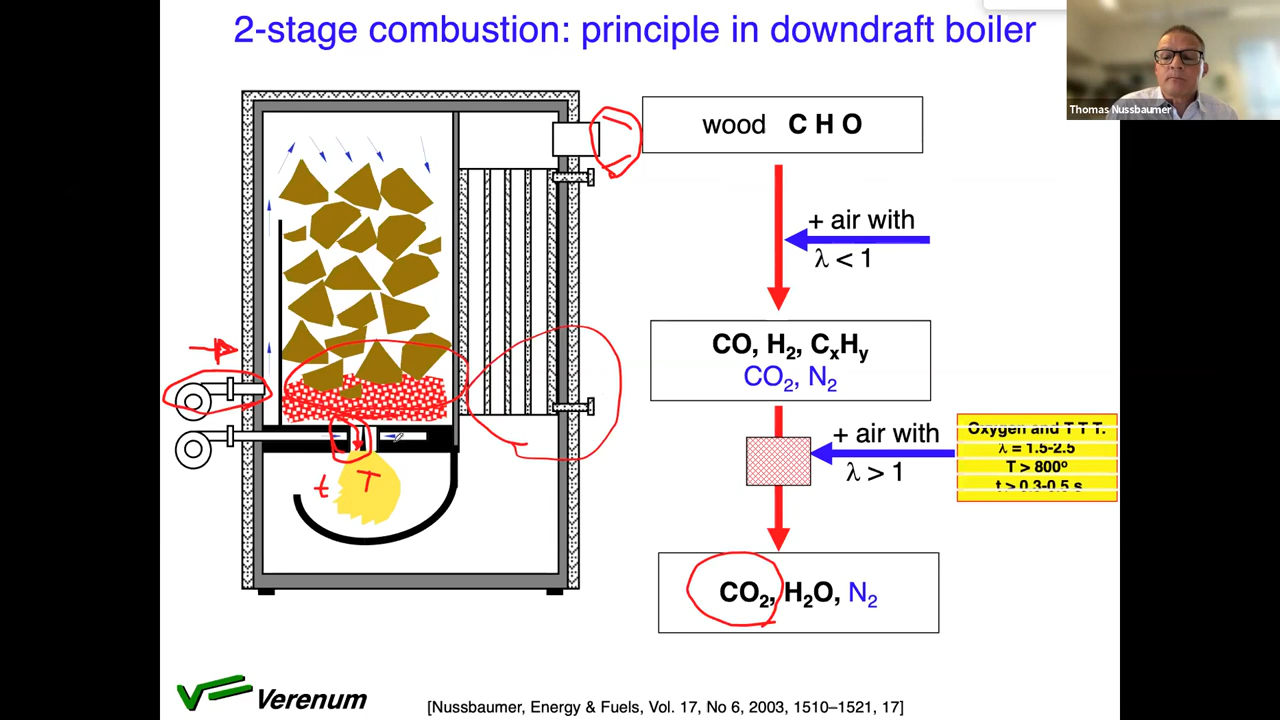 2-stage combustion: principle in downdraft boiler
Thomas Nussbaumer
wood C H O
+ air with
λ < 1
CO, H₂, CₓHᵧ
CO₂, N₂
+ air with
λ > 1
Oxygen and T T T:
λ = 1.5-2.5
T > 800º
t > 0.3-0.5 s
t T
CO₂, H₂O, N₂
Verenum
[Nussbaumer, Energy & Fuels, Vol. 17, No 6, 2003, 1510–1521, 17]